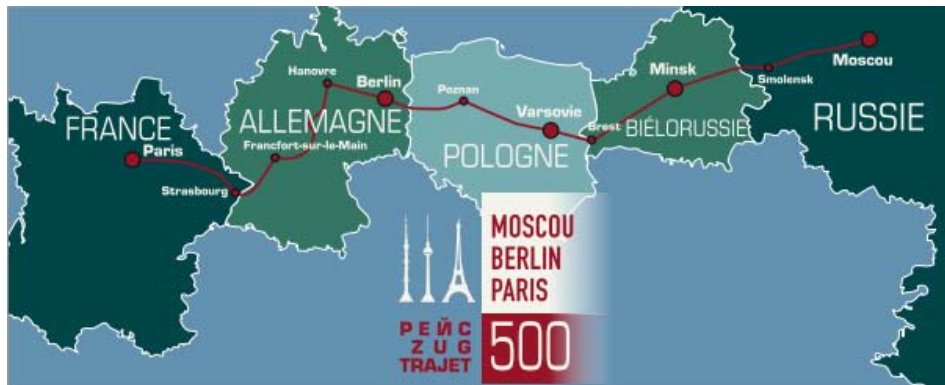 Moscou
Minsk
Smolensk
Hanovre
Berlin
Poznan
RUSSIE
Varsovie
ALLEMAGNE
FRANCE
Brest
BIÉLORUSSIE
Francfort-sur-le-Main
POLOGNE
Paris
Strasbourg
MOSCOU
BERLIN
PARIS
РЕЙС
ZUG
TRAJET
500